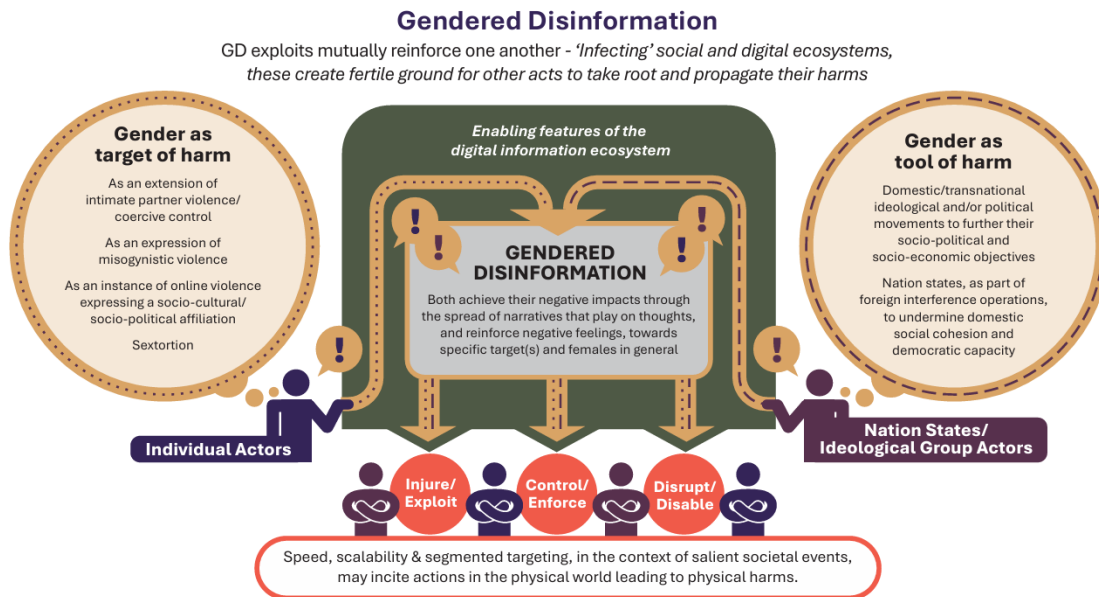 Gendered Disinformation
GD exploits mutually reinforce one another - ‘Infecting’ social and digital ecosystems,
these create fertile ground for other acts to take root and propagate their harms
Gender as
target of harm
As an extension of
intimate partner violence/
coercive control
As an expression of
misogynistic violence
As an instance of online violence
expressing a socio-cultural/
socio-political affiliation
Sextortion
Individual Actors
Enabling features of the
digital information ecosystem
!
!
!
!
!
!
GENDERED
DISINFORMATION
Both achieve their negative impacts through
the spread of narratives that play on thoughts,
and reinforce negative feelings, towards
specific target(s) and females in general
Gender as
tool of harm
Domestic/transnational
ideological and/or political
movements to further their
socio-political and
socio-economic objectives
Nation states, as part of
foreign interference operations,
to undermine domestic
social cohesion and
democratic capacity
Nation States/
Ideological Group Actors
Injure/
Exploit
Control/
Enforce
Disrupt/
Disable
Speed, scalability & segmented targeting, in the context of salient societal events,
may incite actions in the physical world leading to physical harms.